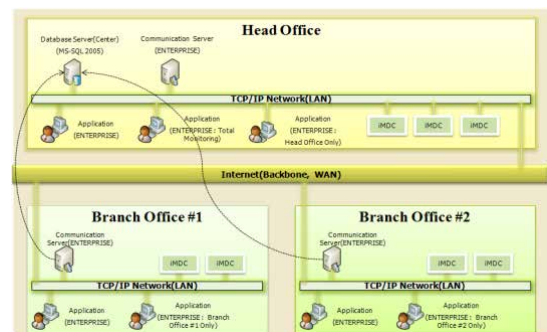 Head Office
Database Server(Center)
(MS-SQL 2005)
Communication Server
(ENTERPRISE)
TCP/IP Network(LAN)
Application
(ENTERPRISE)
Application
(ENTERPRISE : Total
Monitoring)
Application
(ENTERPRISE :
Head Office Only)
iMDC
iMDC
iMDC
Internet(Backbone, WAN)
Branch Office #1
Communication
Server(ENTERPRISE)
iMDC
iMDC
TCP/IP Network(LAN)
Application
(ENTERPRISE)
Application
(ENTERPRISE : Branch
Office #1 Only)
Branch Office #2
Communication
Server(ENTERPRISE)
iMDC
iMDC
TCP/IP Network(LAN)
Application
(ENTERPRISE)
Application
(ENTERPRISE : Branch
Office #2 Only)